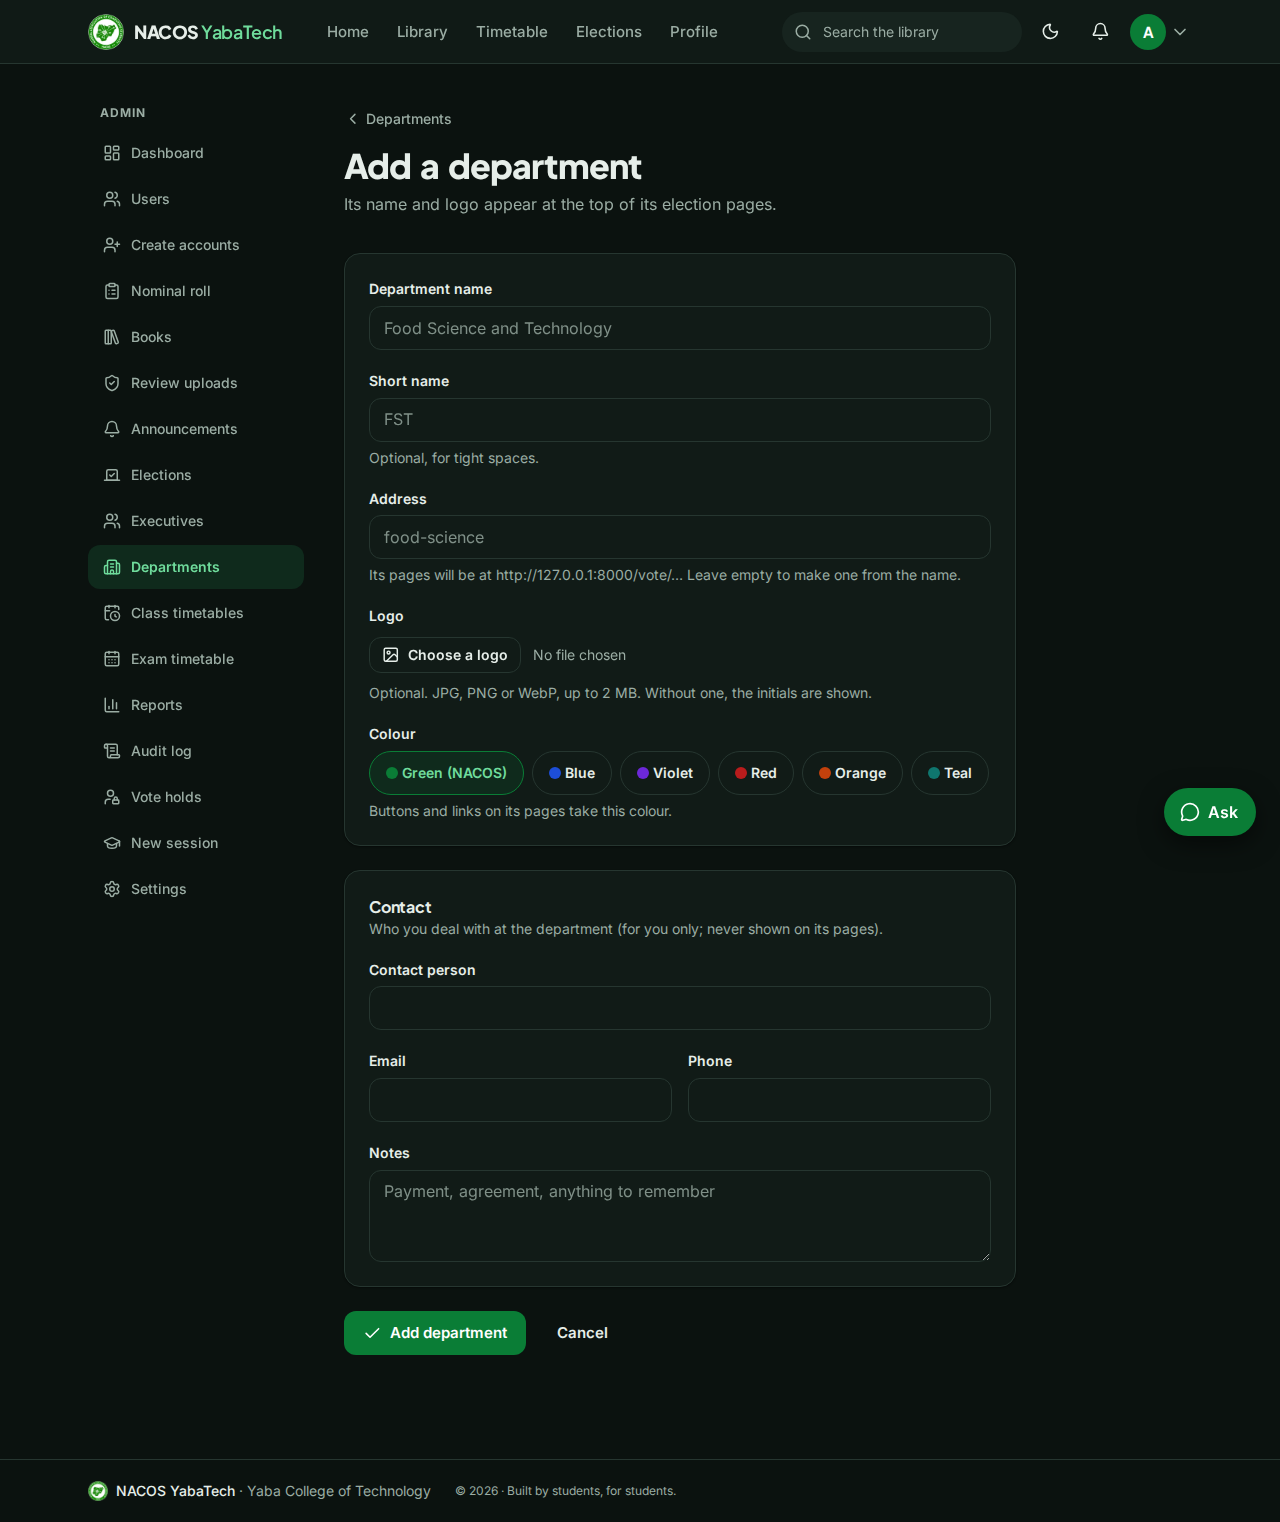 NACOS YabaTech
Home
Library
Timetable
Elections
Profile
Search the library
A
ADMIN
Dashboard
Users
Create accounts
Nominal roll
Books
Review uploads
Announcements
Elections
Executives
Departments
Class timetables
Exam timetable
Reports
Audit log
Vote holds
New session
Settings
Departments
Add a department
Its name and logo appear at the top of its election pages.
Department name
Food Science and Technology
Short name
FST
Optional, for tight spaces.
Address
food-science
Its pages will be at http://127.0.0.1:8000/vote/... Leave empty to make one from the name.
Logo
Choose a logo
No file chosen
Optional. JPG, PNG or WebP, up to 2 MB. Without one, the initials are shown.
Colour
Green (NACOS)
Blue
Violet
Red
Orange
Teal
Buttons and links on its pages take this colour.
Ask
Contact
Who you deal with at the department (for you only; never shown on its pages).
Contact person
Email
Phone
Notes
Payment, agreement, anything to remember
Add department
Cancel
NACOS YabaTech · Yaba College of Technology
© 2026 · Built by students, for students.